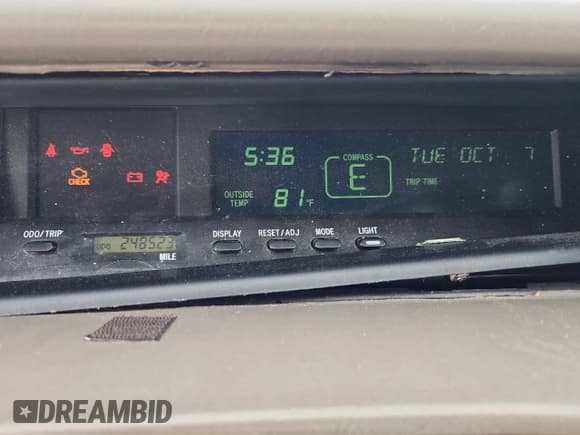 5:36
COMPASS
E
TUE OCT 7
CHECK
OUTSIDE
TEMP
81°F
TRIP TIME
ODO/TRIP
ODO 248523
MILE
DISPLAY
RESET/ADJ
MODE
LIGHT
DREAMBID